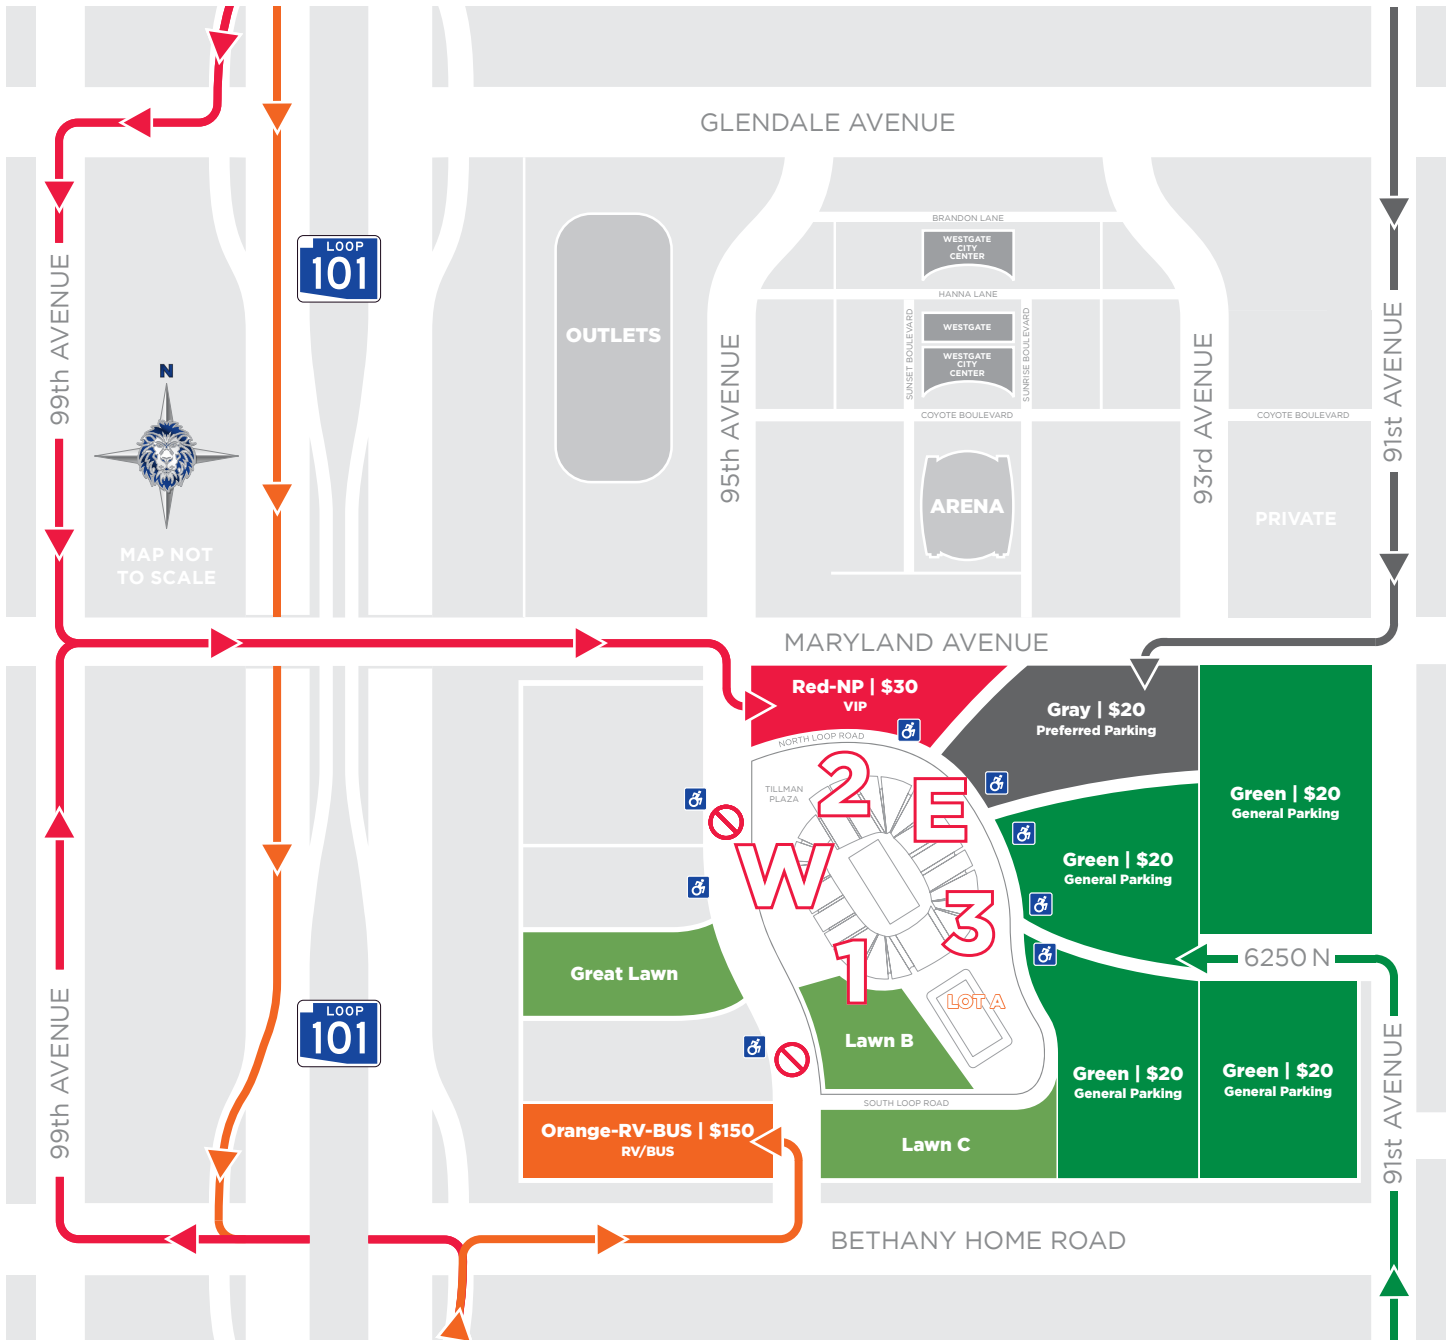 GLENDALE AVENUE
BRANDON LANE
WESTGATE
CITY
CENTER
LOOP
101
HANNA LANE
99th AVENUE
OUTLETS
95th AVENUE
SUNSET BOULEVARD
WESTGATE
SUNRISE BOULEVARD
WESTGATE
CITY
CENTER
93rd AVENUE
91st AVENUE
N
COYOTE BOULEVARD
COYOTE BOULEVARD
ARENA
PRIVATE
MAP NOT
TO SCALE
MARYLAND AVENUE
Red-NP | $30
VIP
Gray | $20
Preferred Parking
NORTH LOOP ROAD
2
TILLMAN
PLAZA
E
Green | $20
General Parking
W
Green | $20
General Parking
3
1
6250 N
Great Lawn
LOT A
99th AVENUE
LOOP
101
Lawn B
Green | $20
General Parking
Green | $20
General Parking
91st AVENUE
SOUTH LOOP ROAD
Orange-RV-BUS | $150
RV/BUS
Lawn C
BETHANY HOME ROAD